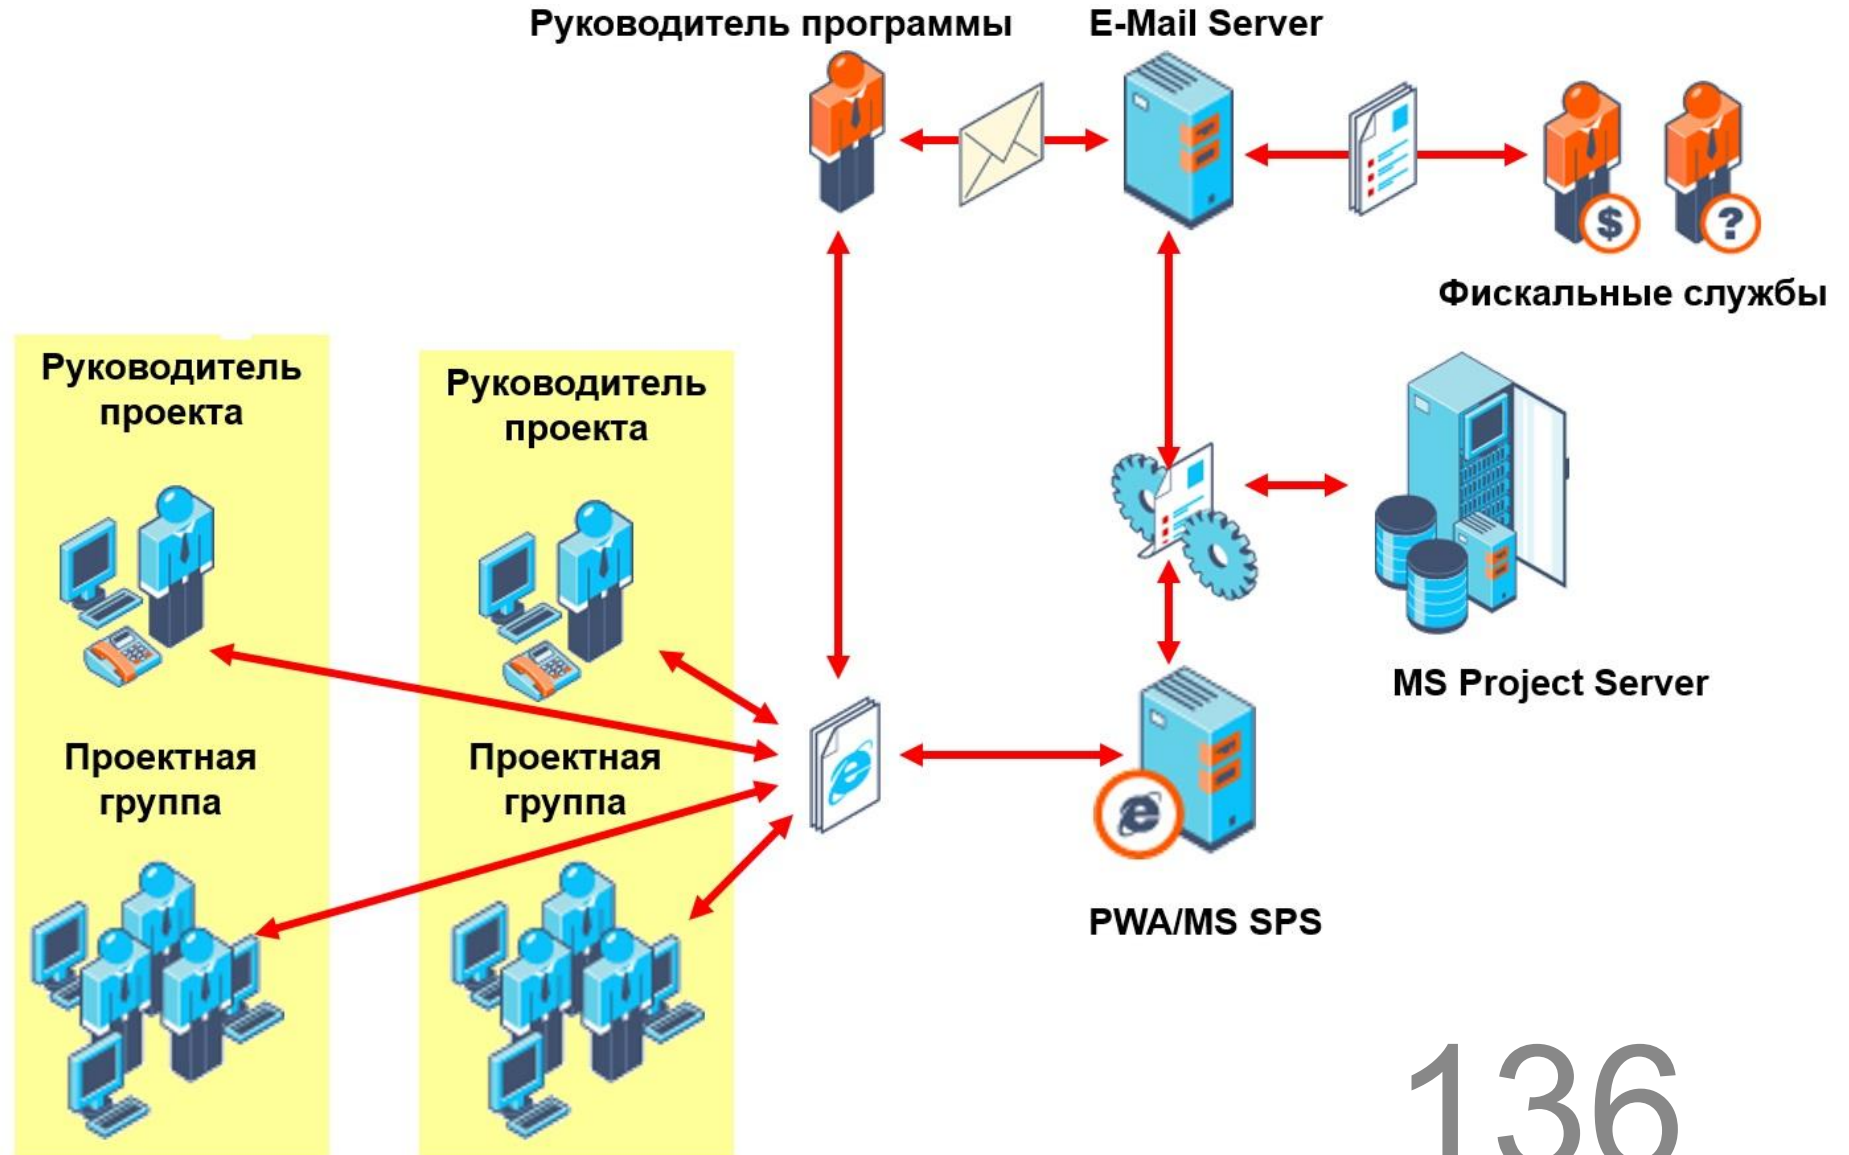 Руководитель программы
E-Mail Server
$
?
Фискальные службы
Руководитель
проекта
Руководитель
проекта
MS Project Server
Проектная
группа
Проектная
группа
PWA/MS SPS
136